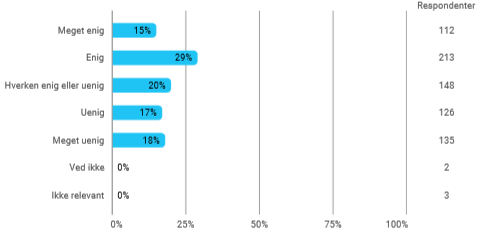 Respondenter
Meget enig 15% 112
Enig 29% 213
Hverken enig eller uenig 20% 148
Uenig 17% 126
Meget uenig 18% 135
Ved ikke 0% 2
Ikke relevant 0% 3
0% 25% 50% 75% 100%